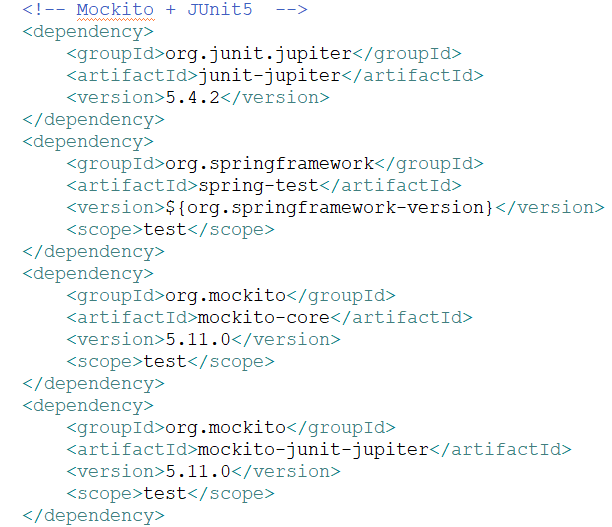 <!-- Mockito + JUnit5  -->
<dependency>
    <groupId>org.junit.jupiter</groupId>
    <artifactId>junit-jupiter</artifactId>
    <version>5.4.2</version>
</dependency>
<dependency>
    <groupId>org.springframework</groupId>
    <artifactId>spring-test</artifactId>
    <version>${org.springframework-version}</version>
    <scope>test</scope>
</dependency>
<dependency>
    <groupId>org.mockito</groupId>
    <artifactId>mockito-core</artifactId>
    <version>5.11.0</version>
    <scope>test</scope>
</dependency>
<dependency>
    <groupId>org.mockito</groupId>
    <artifactId>mockito-junit-jupiter</artifactId>
    <version>5.11.0</version>
    <scope>test</scope>
</dependency>